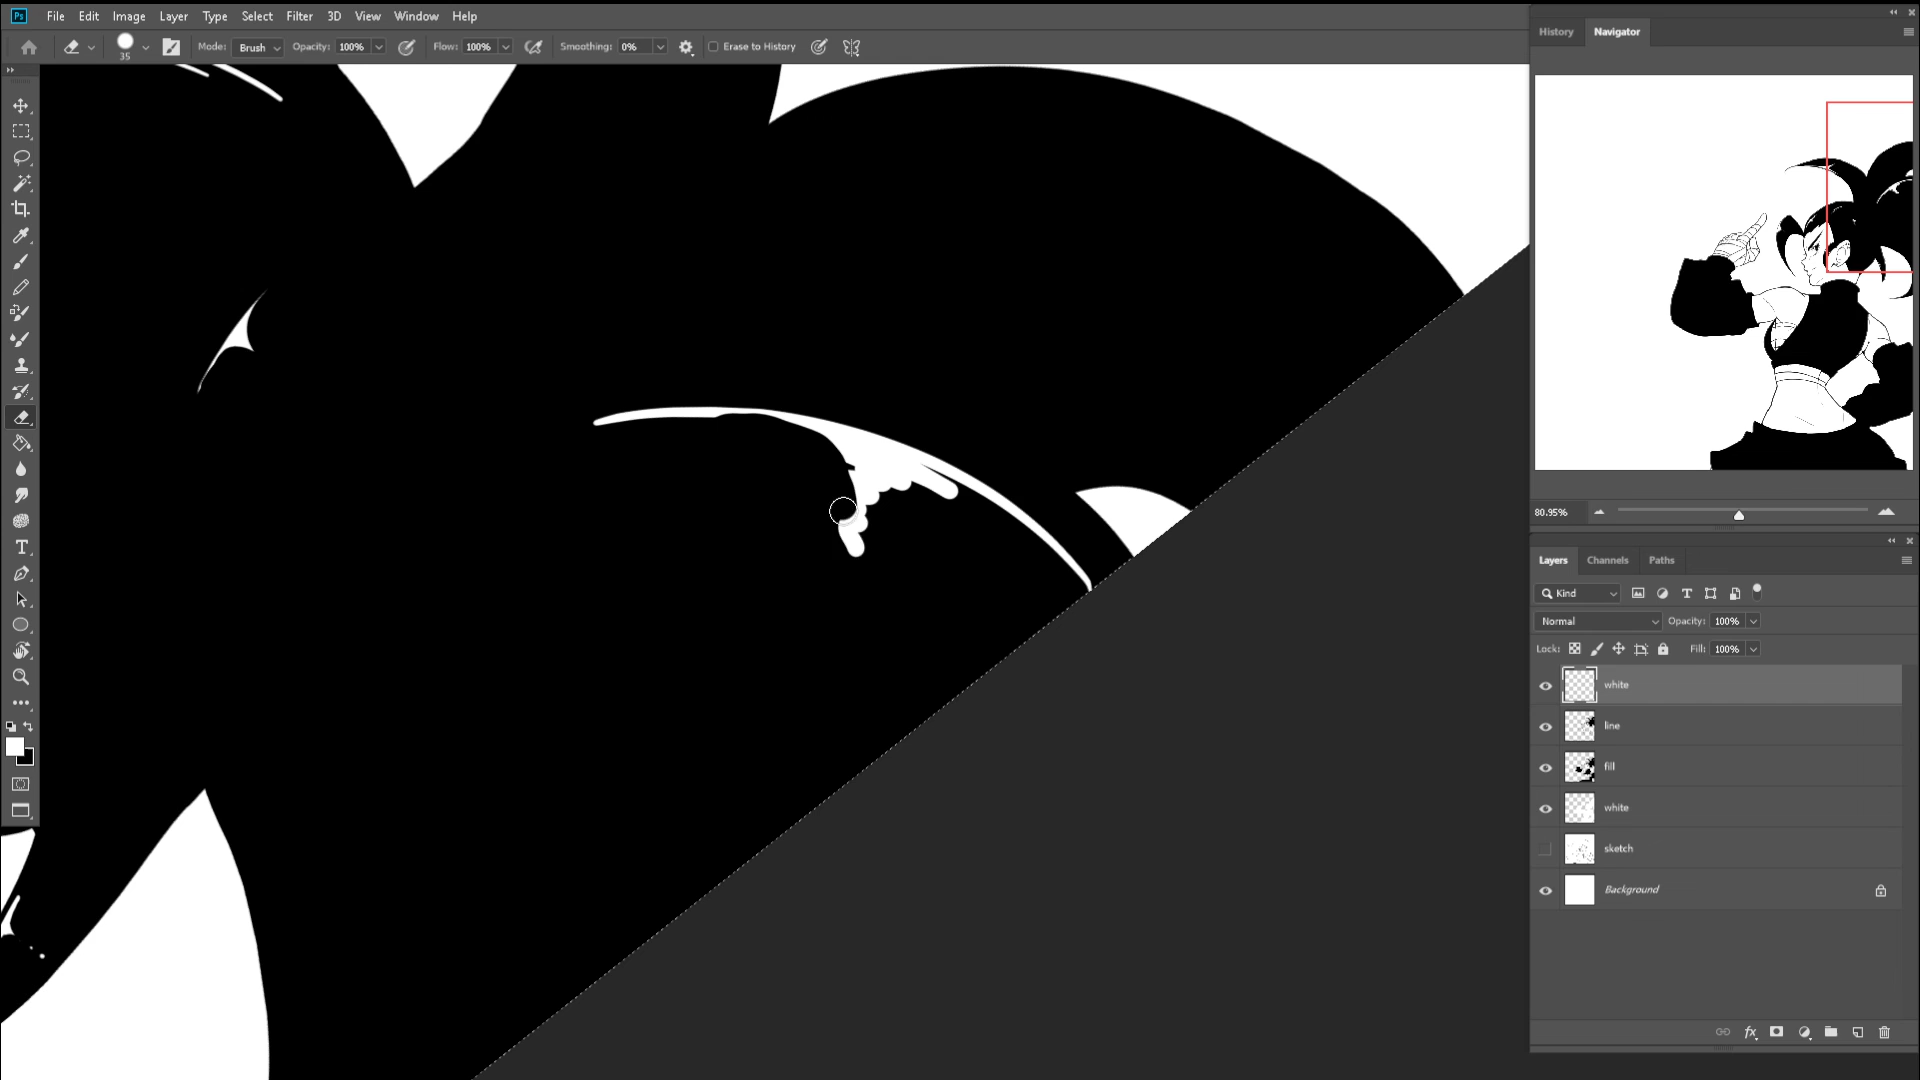 Ps File Edit Image Layer Type Select Filter 3D View Window Help
35 Mode: Brush Opacity: 100% Flow: 100% Smoothing: 0% Erase to History
History Navigator
80.95%
Layers Channels Paths
Kind
Normal Opacity: 100%
Lock: Fill: 100%
white
line
fill
white
sketch
Background